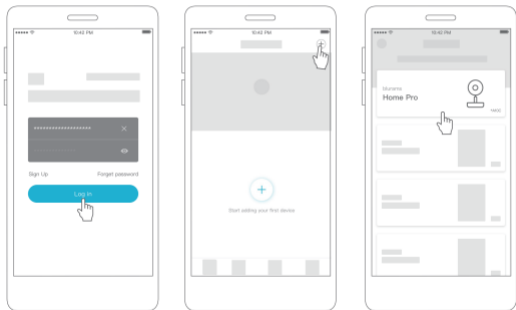 10:42 PM
Sign Up
Forget password
Log in
10:42 PM
Start adding your first device
10:42 PM
Home Pro